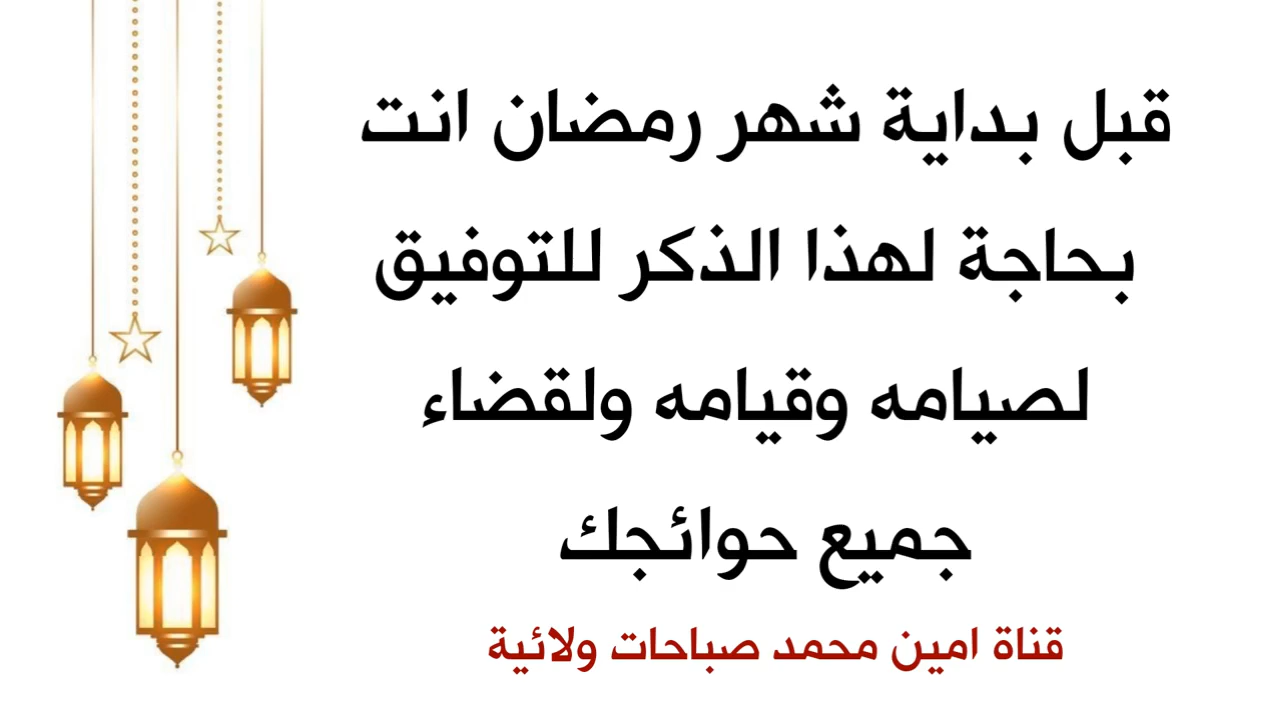 قبل بداية شهر رمضان انت
بحاجة لهذا الذكر للتوفيق
لصيامه وقيامه ولقضاء
جميع حوائجك
قناة امين محمد صباحات ولائية